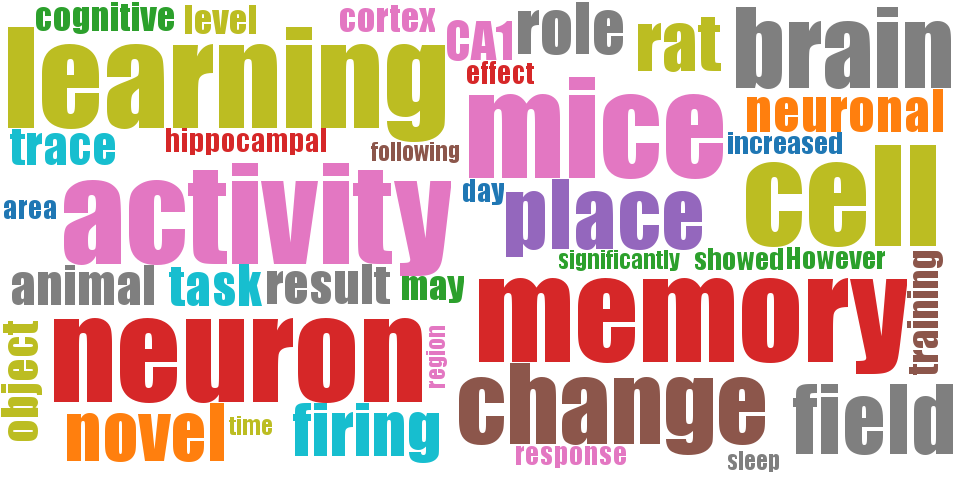 cognitive
level
cortex
CA1
role
rat
brain
learning
effect
mice
neuronal
trace
hippocampal
following
increased
activity
day
place
cell
area
significantly
showed
However
animal
task
result
may
memory
training
neuron
region
object
change
field
novel
time
firing
response
sleep